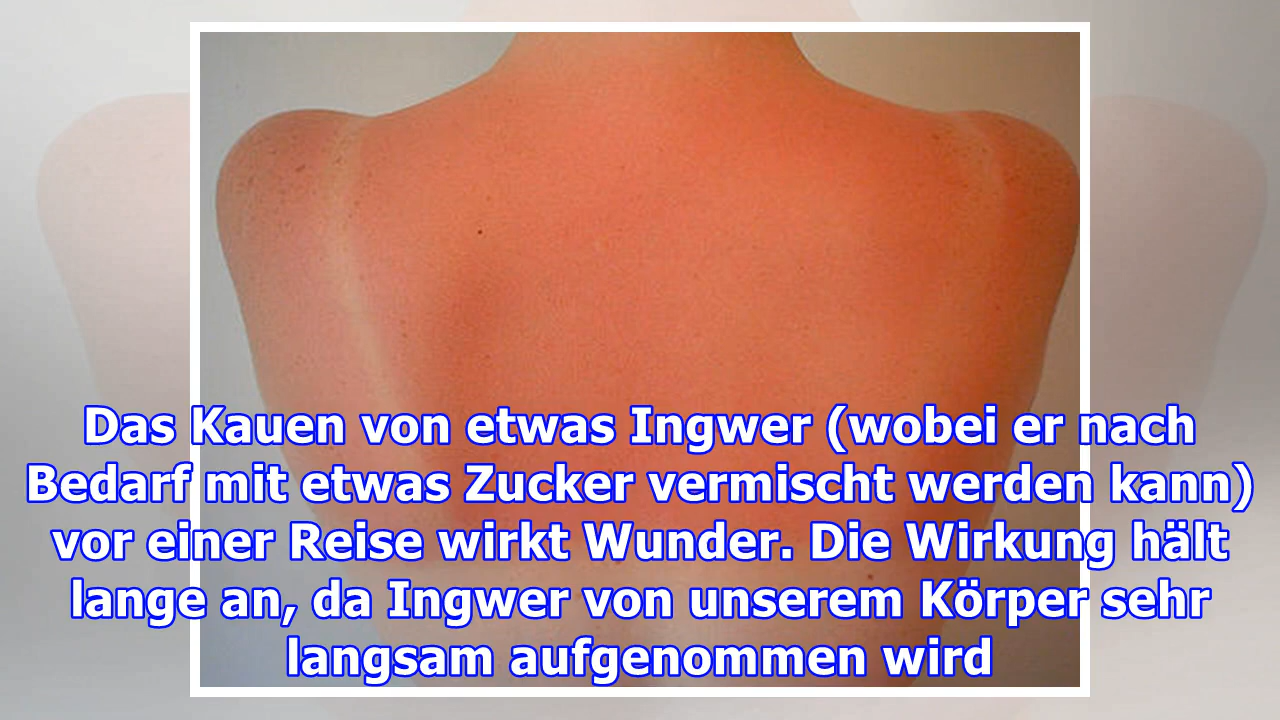 Das Kauen von etwas Ingwer (wobei er nach
Bedarf mit etwas Zucker vermischt werden kann)
vor einer Reise wirkt Wunder. Die Wirkung hält
lange an, da Ingwer von unserem Körper sehr
langsam aufgenommen wird